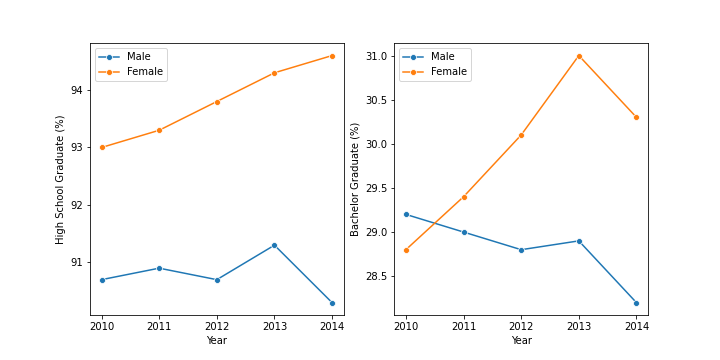 Male
Female
High School Graduate (%)
94
93
92
91
2010 2011 2012 2013 2014
Year
Male
Female
Bachelor Graduate (%)
31.0
30.5
30.0
29.5
29.0
28.5
2010 2011 2012 2013 2014
Year